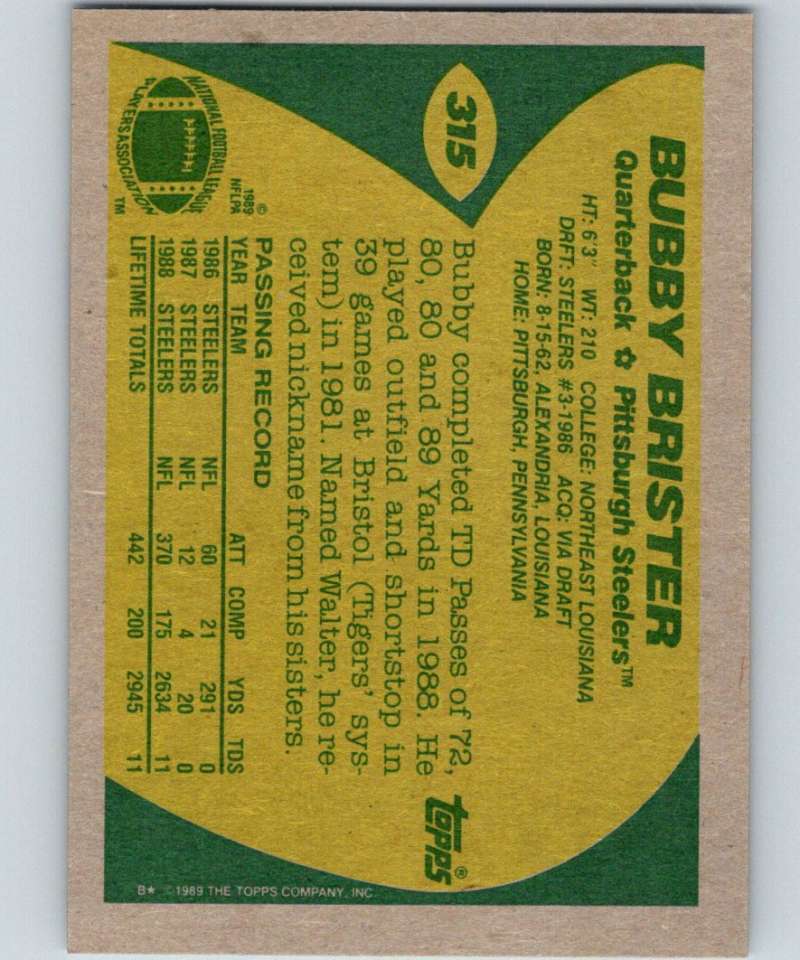 315
BUBBY BRISTER
Quarterback ✩ Pittsburgh Steelers™
HT: 6'3" WT: 210 COLLEGE: NORTHEAST LOUISIANA
DRFT: STEELERS #3-1986 ACQ: VIA DRAFT
BORN: 8-15-62, ALEXANDRIA, LOUISIANA
HOME: PITTSBURGH, PENNSYLVANIA
Bubby completed TD Passes of 72,
80, 80 and 89 Yards in 1988. He
played outfield and shortstop in
39 games at Bristol (Tigers' sys-
tem) in 1981. Named Walter, he re-
ceived nickname from his sisters.
topps®
NATIONAL FOOTBALL LEAGUE
PLAYERS ASSOCIATION
™
©
1989
NFLPA
PASSING RECORD
YEAR TEAM ATT COMP YDS TDS
1986 STEELERS NFL 60 21 291 0
1987 STEELERS NFL 12 4 20 0
1988 STEELERS NFL 370 175 2634 11
LIFETIME TOTALS 442 200 2945 11
B★ ©1989 THE TOPPS COMPANY, INC.